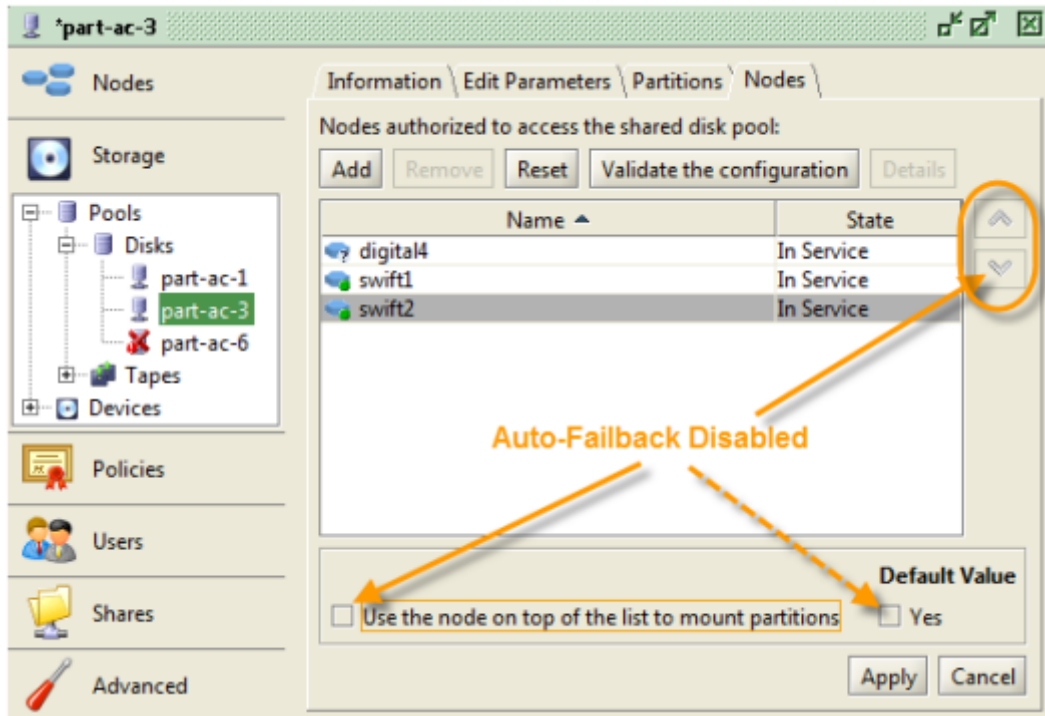 *part-ac-3
Nodes
Storage
Pools
Disks
part-ac-1
part-ac-3
part-ac-6
Tapes
Devices
Policies
Users
Shares
Advanced
Information Edit Parameters Partitions Nodes
Nodes authorized to access the shared disk pool:
Add Remove Reset Validate the configuration Details
Name State
digital4 In Service
swift1 In Service
swift2 In Service
Auto-Failback Disabled
Default Value
Use the node on top of the list to mount partitions Yes
Apply Cancel